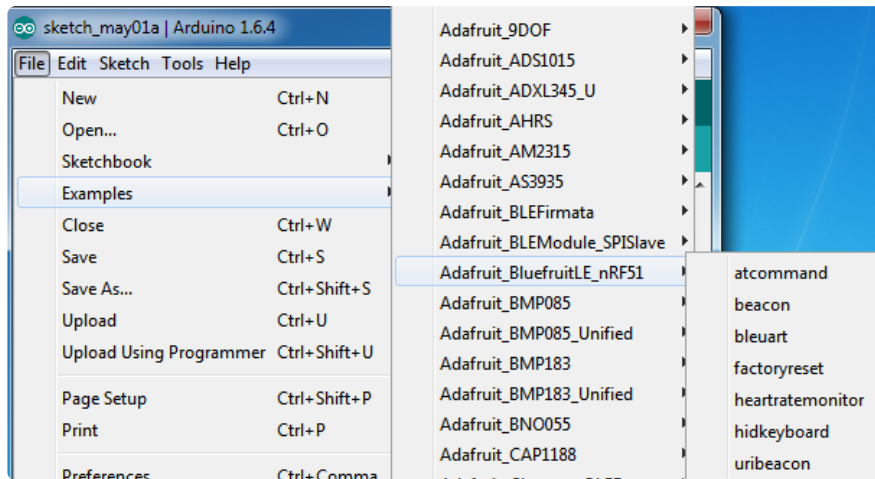 sketch_may01a | Arduino 1.6.4
File Edit Sketch Tools Help
New Ctrl+N
Open... Ctrl+O
Sketchbook
Examples
Close Ctrl+W
Save Ctrl+S
Save As... Ctrl+Shift+S
Upload Ctrl+U
Upload Using Programmer Ctrl+Shift+U
Page Setup Ctrl+Shift+P
Print Ctrl+P
Preferences Ctrl+Comma
Adafruit_9DOF
Adafruit_ADS1015
Adafruit_ADXL345_U
Adafruit_AHRS
Adafruit_AM2315
Adafruit_AS3935
Adafruit_BLEFirmata
Adafruit_BLEModule_SPISlave
Adafruit_BluefruitLE_nRF51
Adafruit_BMP085
Adafruit_BMP085_Unified
Adafruit_BMP183
Adafruit_BMP183_Unified
Adafruit_BNO055
Adafruit_CAP1188
atcommand
beacon
bleuart
factoryreset
heartratemonitor
hidkeyboard
uribeacon